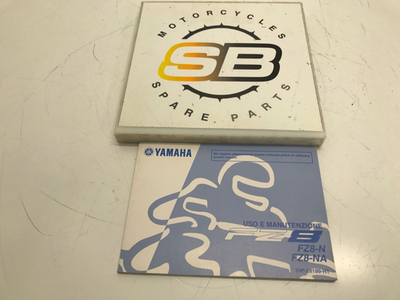 MOTORCYCLES
SB
SPARE PARTS
YAMAHA
USO E MANUTENZIONE
FZ8
FZ8-N
FZ8-NA